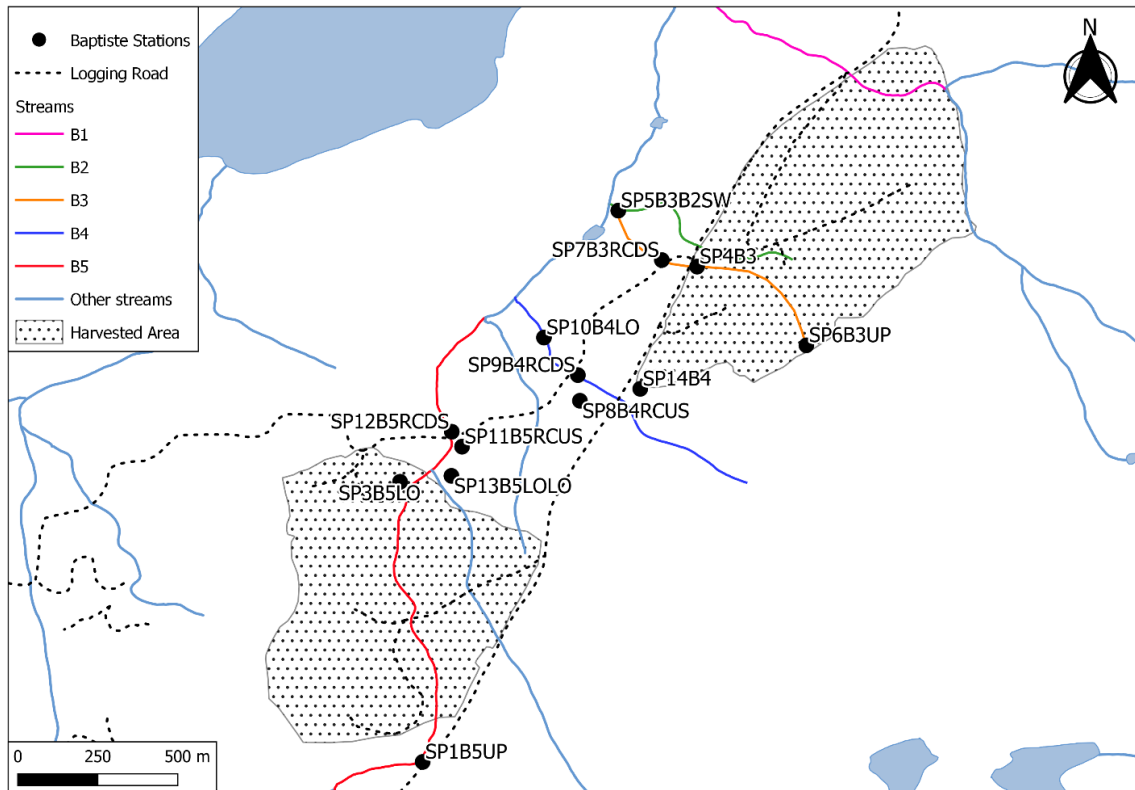 Baptiste Stations
Logging Road
Streams
B1
B2
B3
B4
B5
Other streams
Harvested Area
N
SP5B3B2SW
SP7B3RCDS
SP4B3
SP6B3UP
SP10B4LO
SP9B4RCDS
SP14B4
SP8B4RCUS
SP12B5RCDS
SP11B5RCUS
SP3B5LO
SP13B5LOLO
SP1B5UP
0 250 500 m